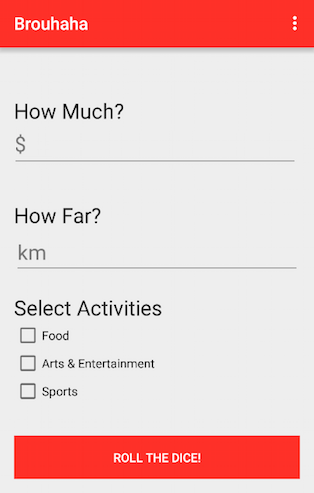 Brouhaha
How Much?
$
How Far?
km
Select Activities
Food
Arts & Entertainment
Sports
ROLL THE DICE!